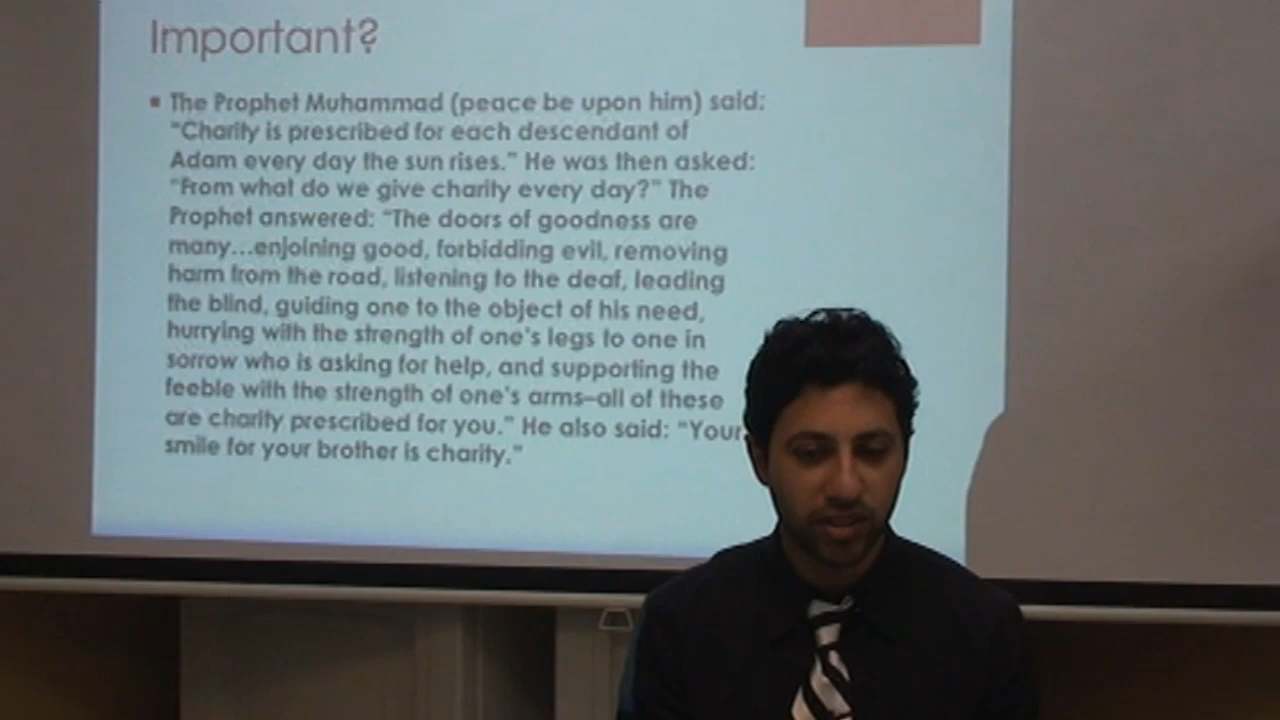 Important?
The Prophet Muhammad (peace be upon him) said:
“Charity is prescribed for each descendant of
Adam every day the sun rises.” He was then asked:
“From what do we give charity every day?” The
Prophet answered: “The doors of goodness are
many...enjoining good, forbidding evil, removing
harm from the road, listening to the deaf, leading
the blind, guiding one to the object of his need,
hurrying with the strength of one's legs to one in
sorrow who is asking for help, and supporting the
feeble with the strength of one's arms–all of these
are charity prescribed for you.” He also said: “Your
smile for your brother is charity.”